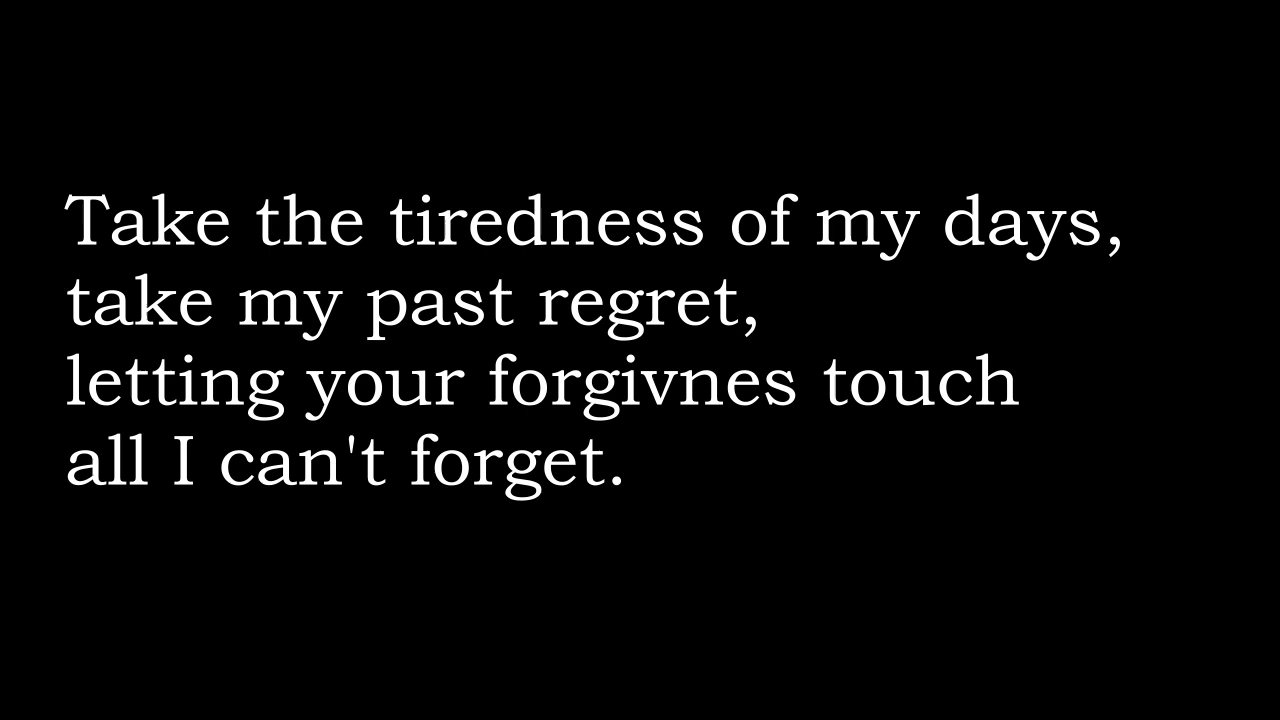 Take the tiredness of my days,
take my past regret,
letting your forgivnes touch
all I can't forget.